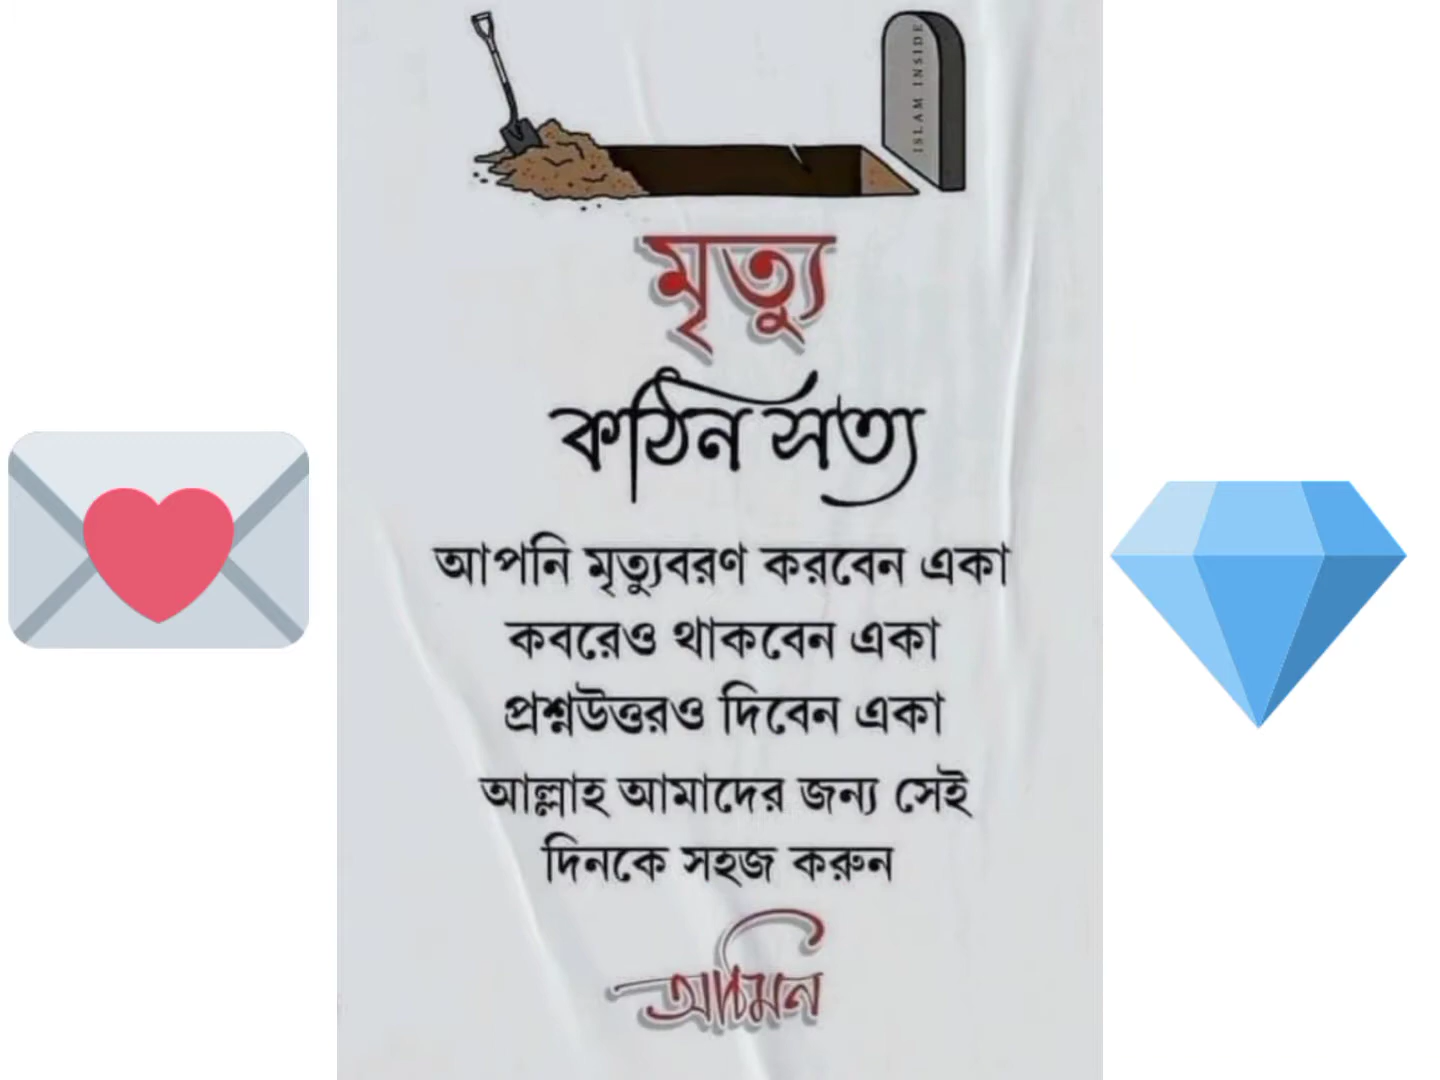 ISLAM INSIDE
মৃত্যু
কঠিন সত্য
আপনি মৃত্যুবরণ করবেন একা
কবরেও থাকবেন একা
প্রশ্নউত্তরও দিবেন একা
আল্লাহ আমাদের জন্য সেই
দিনকে সহজ করুন
আমিন